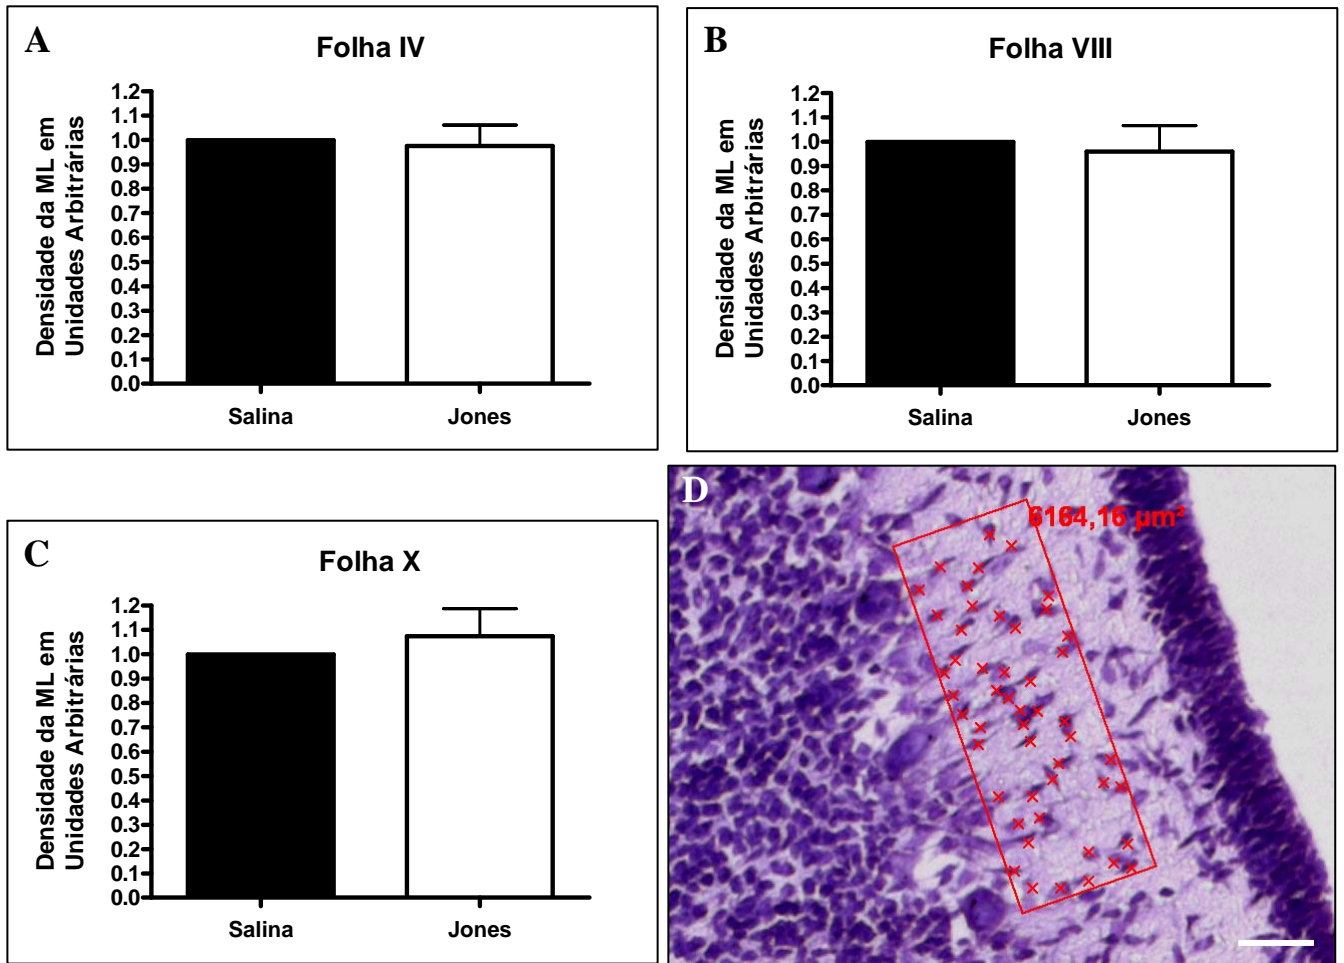 A
Folha IV
Densidade da ML em
Unidades Arbitrárias
1.2
1.1
1.0
0.9
0.8
0.7
0.6
0.5
0.4
0.3
0.2
0.1
0.0
Salina
Jones
B
Folha VIII
Densidade da ML em
Unidades Arbitrárias
1.2
1.1
1.0
0.9
0.8
0.7
0.6
0.5
0.4
0.3
0.2
0.1
0.0
Salina
Jones
C
Folha X
Densidade da ML em
Unidades Arbitrárias
1.2
1.1
1.0
0.9
0.8
0.7
0.6
0.5
0.4
0.3
0.2
0.1
0.0
Salina
Jones
D
6164,16 µm²